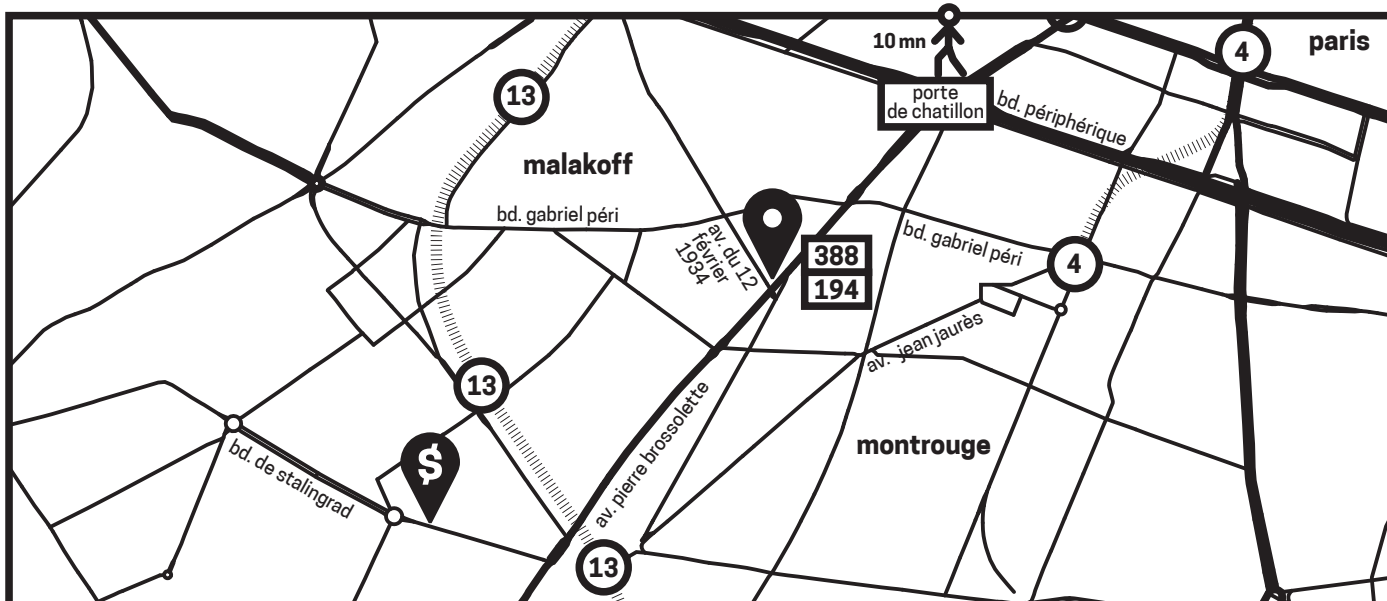 10 mn
4
paris
13
porte
de chatillon
bd. périphérique
malakoff
bd. gabriel péri
av. du 12
février
1934
388
194
bd. gabriel péri
4
av. jean jaurès
13
av. pierre brossolette
montrouge
$
bd. de stalingrad
13